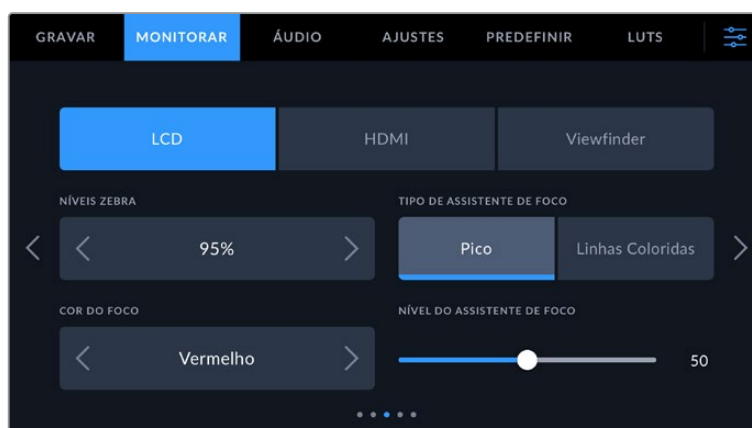 GRAVAR MONITORAR ÁUDIO AJUSTES PREDEFINIR LUTS
LCD HDMI Viewfinder
NÍVEIS ZEBRA TIPO DE ASSISTENTE DE FOCO
95% Pico Linhas Coloridas
COR DO FOCO NÍVEL DO ASSISTENTE DE FOCO
Vermelho 50